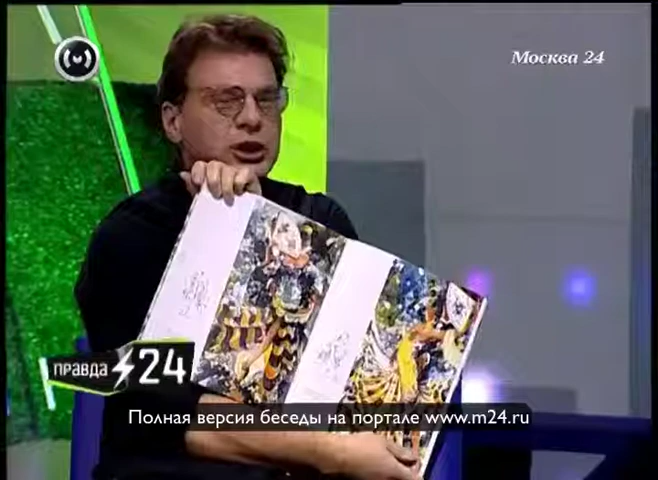 Москва 24
правда 24
Полная версия беседы на портале www.m24.ru